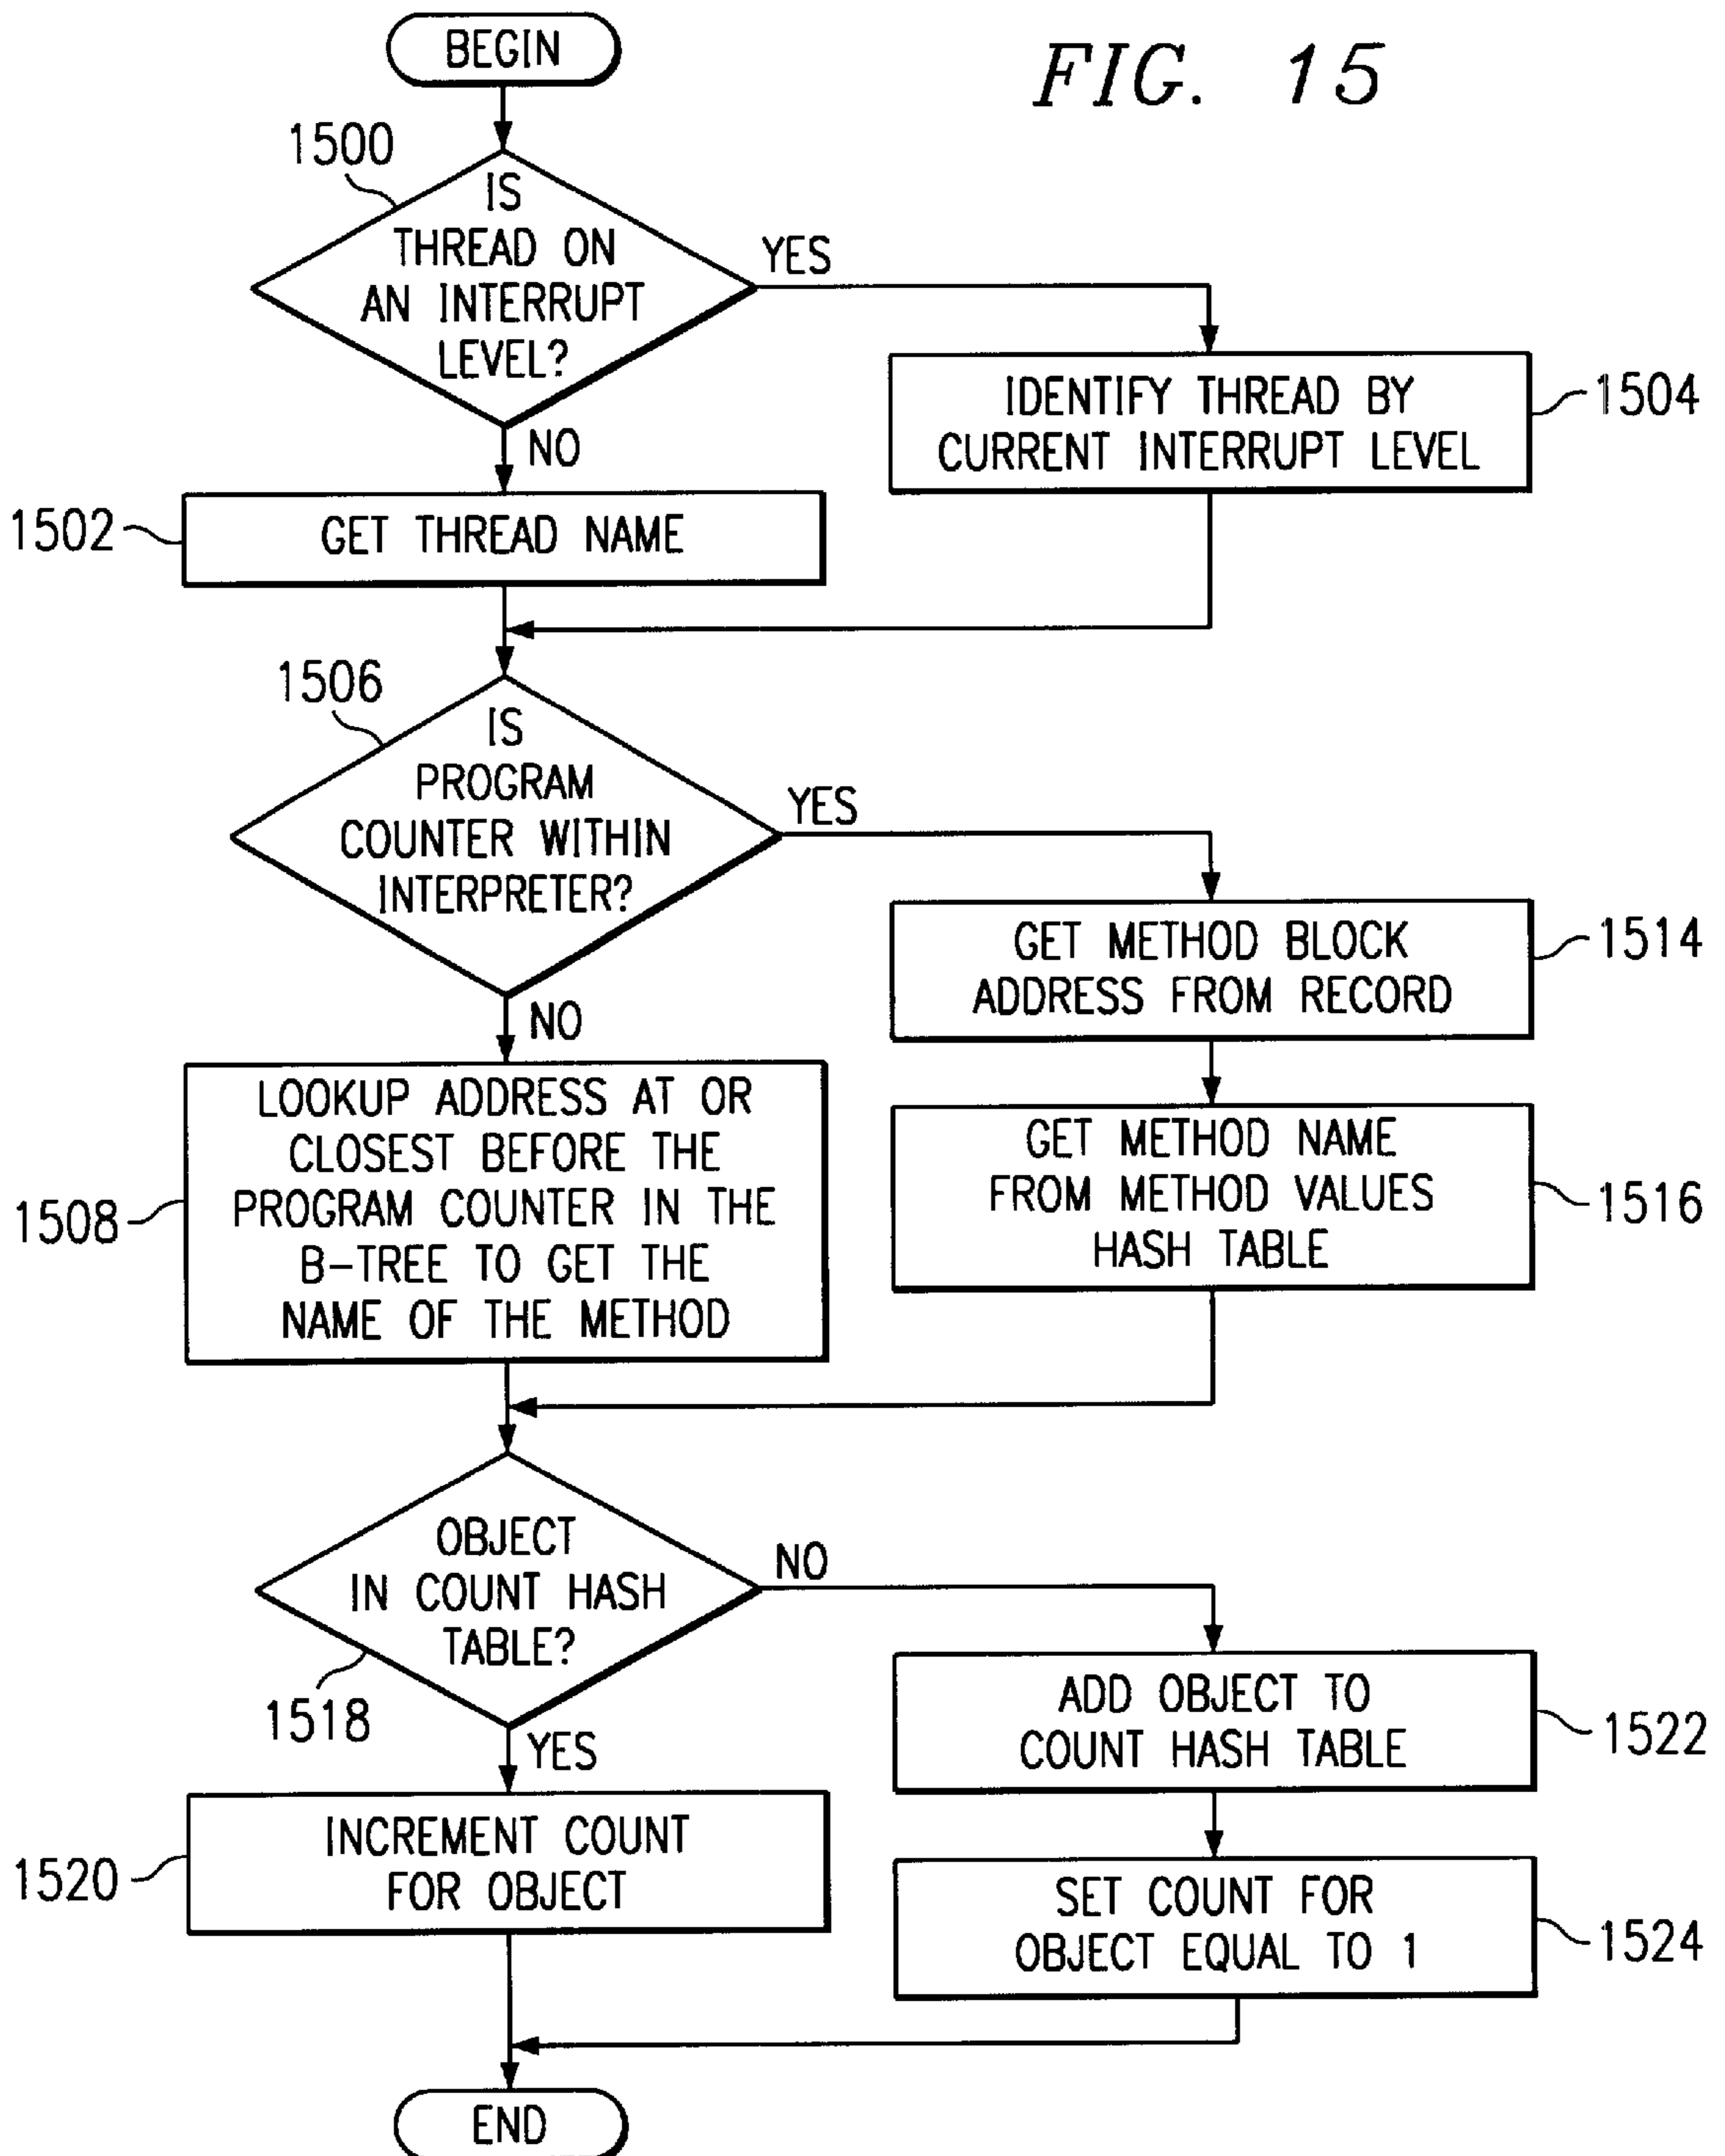 BEGIN
FIG. 15
1500
IS
THREAD ON
AN INTERRUPT
LEVEL?
YES
NO
IDENTIFY THREAD BY
CURRENT INTERRUPT LEVEL
1504
1502
GET THREAD NAME
1506
IS
PROGRAM
COUNTER WITHIN
INTERPRETER?
YES
NO
GET METHOD BLOCK
ADDRESS FROM RECORD
1514
LOOKUP ADDRESS AT OR
CLOSEST BEFORE THE
PROGRAM COUNTER IN THE
B-TREE TO GET THE
NAME OF THE METHOD
1508
GET METHOD NAME
FROM METHOD VALUES
HASH TABLE
1516
OBJECT
IN COUNT HASH
TABLE?
1518
NO
YES
ADD OBJECT TO
COUNT HASH TABLE
1522
INCREMENT COUNT
FOR OBJECT
1520
SET COUNT FOR
OBJECT EQUAL TO 1
1524
END